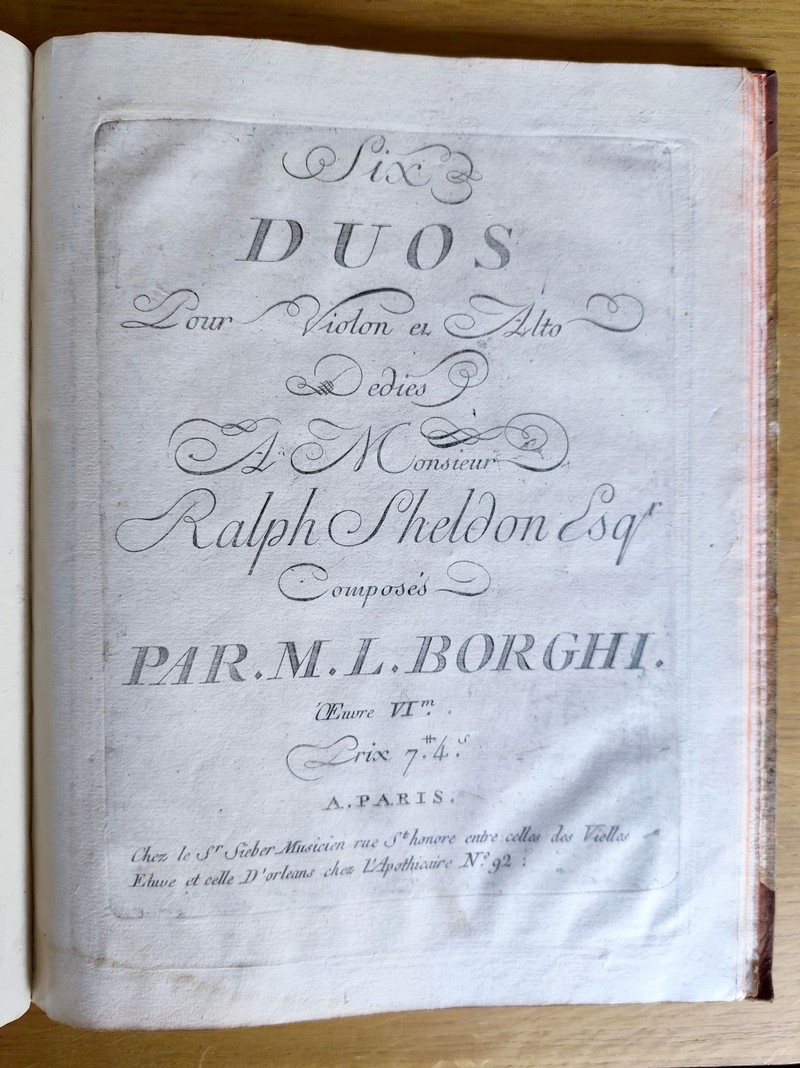 Six
DUOS
Pour Violon et Alto
Dediés
A Monsieur
Ralph Sheldon Esqr
Composés
PAR. M. L. BORGHI.
Œuvre VI.m
Prix 7.# 4.s
A. PARIS.
Chez le Sr Sieber Musicien rue St honore entre celles des Vielles
Etuve et celle D'orleans chez l'Apothicaire No. 92 :